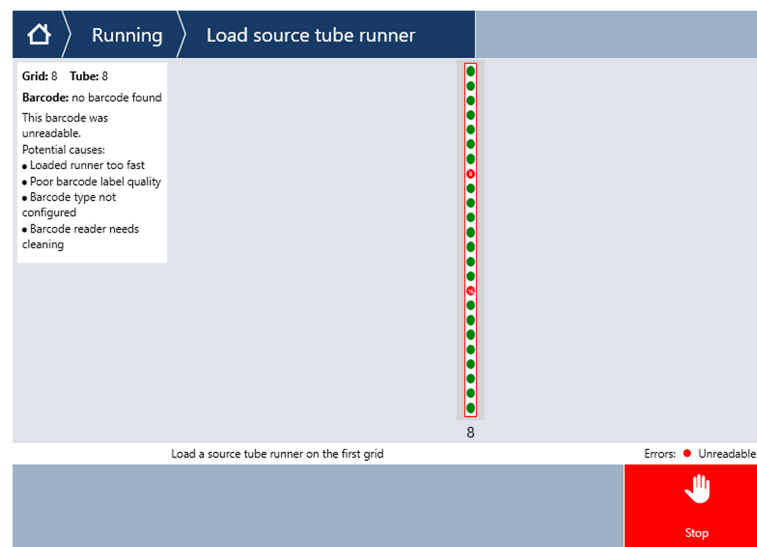 Running
Load source tube runner
Grid: 8 Tube: 8
Barcode: no barcode found
This barcode was
unreadable.
Potential causes:
● Loaded runner too fast
● Poor barcode label quality
● Barcode type not
configured
● Barcode reader needs
cleaning
8
16
8
Load a source tube runner on the first grid
Errors: ● Unreadable
Stop